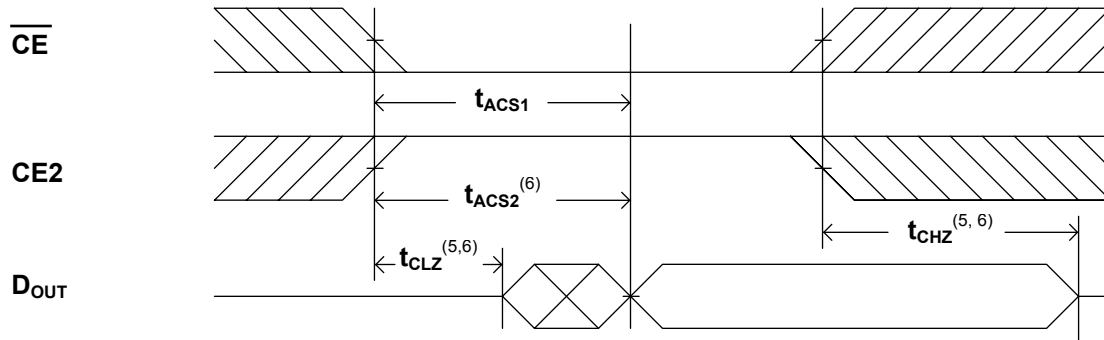 CE
tACS1
CE2
tACS2(6)
tCHZ(5, 6)
tCLZ(5,6)
DOUT